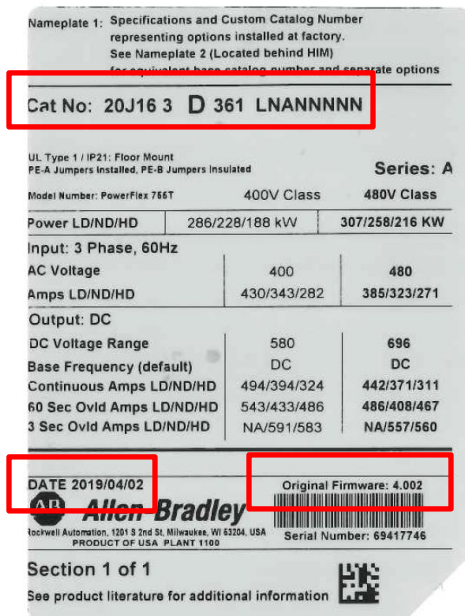 Nameplate 1: Specifications and Custom Catalog Number
representing options installed at factory.
See Nameplate 2 (Located behind HIM)
for equivalent base catalog number and separate options
Cat No: 20J16 3 D 361 LNANNNNN
UL Type 1 / IP21: Floor Mount
PE-A Jumpers Installed, PE-B Jumpers Insulated
Series: A
Model Number: PowerFlex 755T 400V Class 480V Class
Power LD/ND/HD 286/228/188 kW 307/258/216 KW
Input: 3 Phase, 60Hz
AC Voltage 400 480
Amps LD/ND/HD 430/343/282 385/323/271
Output: DC
DC Voltage Range 580 696
Base Frequency (default) DC DC
Continuous Amps LD/ND/HD 494/394/324 442/371/311
60 Sec Ovld Amps LD/ND/HD 543/433/486 486/408/467
3 Sec Ovld Amps LD/ND/HD NA/591/583 NA/557/560
DATE 2019/04/02 Original Firmware: 4.002
AB Allen Bradley
Rockwell Automation, 1201 S 2nd St, Milwaukee, WI 53204, USA
PRODUCT OF USA PLANT 1100
Serial Number: 69417746
Section 1 of 1
See product literature for additional information